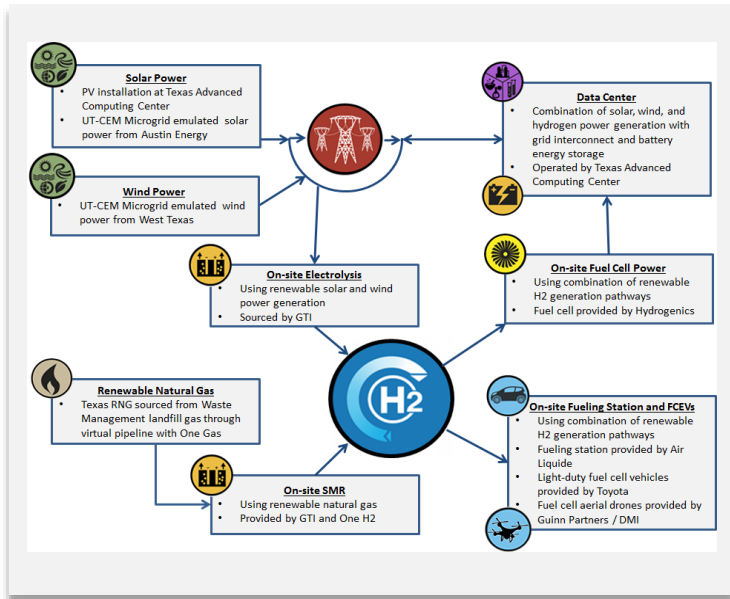 Solar Power
• PV installation at Texas Advanced
Computing Center
• UT-CEM Microgrid emulated solar
power from Austin Energy
Wind Power
• UT-CEM Microgrid emulated wind
power from West Texas
Data Center
• Combination of solar, wind, and
hydrogen power generation with
grid interconnect and battery
energy storage
• Operated by Texas Advanced
Computing Center
On-site Electrolysis
• Using renewable solar and wind
power generation
• Sourced by GTI
On-site Fuel Cell Power
• Using combination of renewable
H2 generation pathways
• Fuel cell provided by Hydrogenics
H2
Renewable Natural Gas
• Texas RNG sourced from Waste
Management landfill gas through
virtual pipeline with One Gas
On-site SMR
• Using renewable natural gas
• Provided by GTI and One H2
On-site Fueling Station and FCEVs
• Using combination of renewable
H2 generation pathways
• Fueling station provided by Air
Liquide
• Light-duty fuel cell vehicles
provided by Toyota
• Fuel cell aerial drones provided by
Guinn Partners / DMI